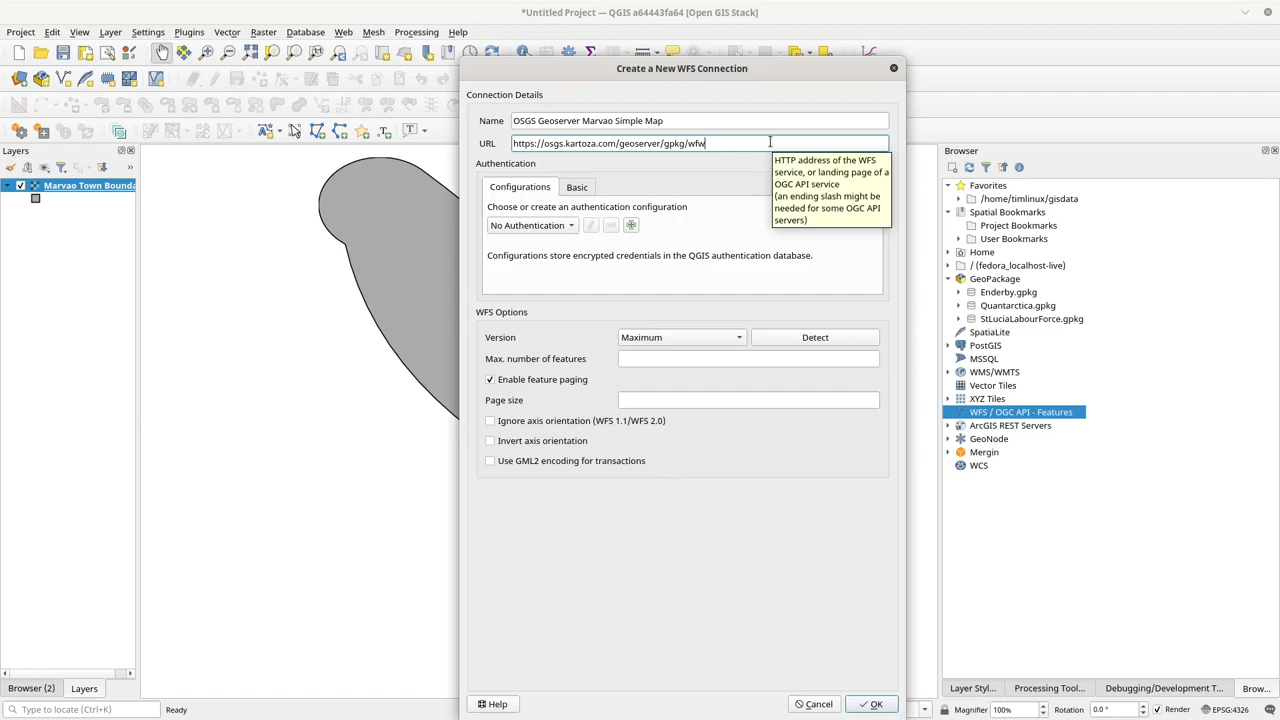 *Untitled Project — QGIS a64443fa64 [Open GIS Stack]
Project Edit View Layer Settings Plugins Vector Raster Database Web Mesh Processing Help
Create a New WFS Connection
Connection Details
Name OSGS Geoserver Marvao Simple Map
URL https://osgs.kartoza.com/geoserver/gpkg/wfw
HTTP address of the WFS
service, or landing page of a
OGC API service
(an ending slash might be
needed for some OGC API
servers)
Authentication
Configurations Basic
Choose or create an authentication configuration
No Authentication
Configurations store encrypted credentials in the QGIS authentication database.
WFS Options
Version Maximum Detect
Max. number of features
Enable feature paging
Page size
Ignore axis orientation (WFS 1.1/WFS 2.0)
Invert axis orientation
Use GML2 encoding for transactions
Help Cancel OK
Layers
Marvao Town Bounda
Browser (2) Layers
Type to locate (Ctrl+K) Ready
Browser
Favorites
/home/timlinux/gisdata
Spatial Bookmarks
Project Bookmarks
User Bookmarks
Home
/ (fedora_localhost-live)
GeoPackage
Enderby.gpkg
Quantarctica.gpkg
StLuciaLabourForce.gpkg
SpatiaLite
PostGIS
MSSQL
WMS/WMTS
Vector Tiles
XYZ Tiles
WFS / OGC API - Features
ArcGIS REST Servers
GeoNode
Mergin
WCS
Layer Styl... Processing Tool... Debugging/Development T... Brow...
Magnifier 100% Rotation 0.0 ° Render EPSG:4326